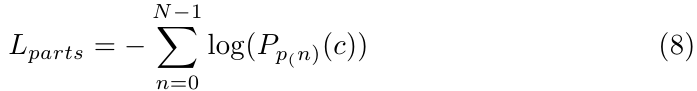 $$L_{parts} = -\sum_{n=0}^{N-1} \log(P_{p_(n)}(c))$$ (8)